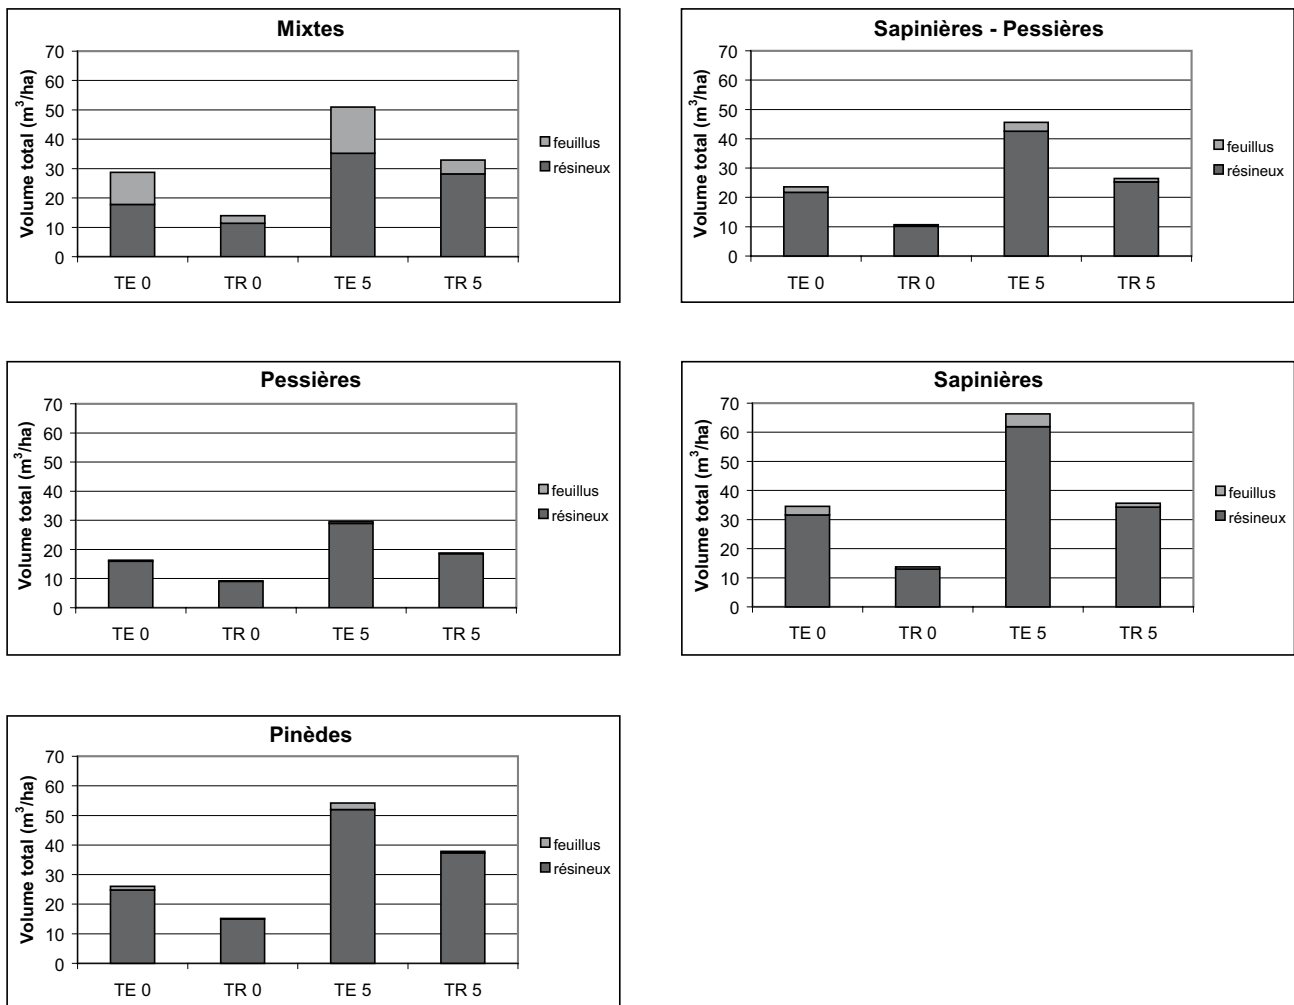 Mixtes
Volume total (m³/ha)
70
60
50
40
30
20
10
0
TE 0 TR 0 TE 5 TR 5
feuillus
résineux
Sapinières - Pessières
Volume total (m³/ha)
70
60
50
40
30
20
10
0
TE 0 TR 0 TE 5 TR 5
feuillus
résineux
Pessières
Volume total (m³/ha)
70
60
50
40
30
20
10
0
TE 0 TR 0 TE 5 TR 5
feuillus
résineux
Sapinières
Volume total (m³/ha)
70
60
50
40
30
20
10
0
TE 0 TR 0 TE 5 TR 5
feuillus
résineux
Pinèdes
Volume total (m³/ha)
70
60
50
40
30
20
10
0
TE 0 TR 0 TE 5 TR 5
feuillus
résineux